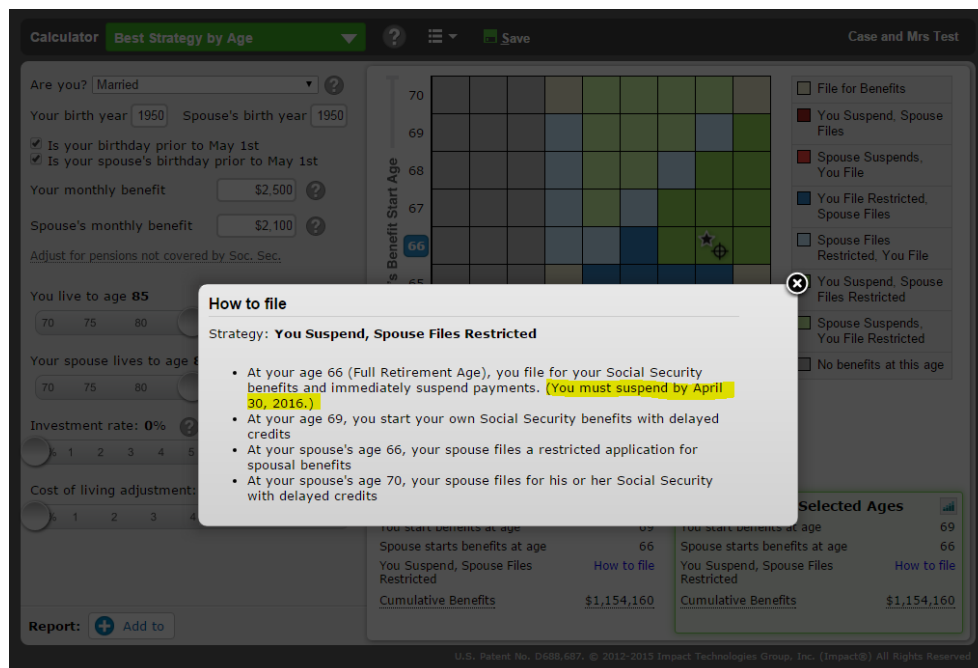 Calculator Best Strategy by Age ? Save Case and Mrs Test
Are you? Married ?
Your birth year 1950 Spouse's birth year 1950
Is your birthday prior to May 1st
Is your spouse's birthday prior to May 1st
Your monthly benefit $2,500 ?
Spouse's monthly benefit $2,100 ?
Adjust for pensions not covered by Soc. Sec.
You live to age 85
70 75 80
Your spouse lives to age
70 75 80
Investment rate: 0% ?
1 2 3 4 5
Cost of living adjustment:
1 2 3 4
Report: Add to
's Benefit Start Age
70
69
68
67
66
65
File for Benefits
You Suspend, Spouse
Files
Spouse Suspends,
You File
You File Restricted,
Spouse Files
Spouse Files
Restricted, You File
You Suspend, Spouse
Files Restricted
Spouse Suspends,
You File Restricted
No benefits at this age
How to file
Strategy: You Suspend, Spouse Files Restricted
• At your age 66 (Full Retirement Age), you file for your Social Security
benefits and immediately suspend payments. (You must suspend by April
30, 2016.)
• At your age 69, you start your own Social Security benefits with delayed
credits
• At your spouse's age 66, your spouse files a restricted application for
spousal benefits
• At your spouse's age 70, your spouse files for his or her Social Security
with delayed credits
You start benefits at age 69
Spouse starts benefits at age 66
You Suspend, Spouse Files How to file
Restricted
Cumulative Benefits $1,154,160
Selected Ages
You start benefits at age 69
Spouse starts benefits at age 66
You Suspend, Spouse Files How to file
Restricted
Cumulative Benefits $1,154,160
U.S. Patent No. D688,687. © 2012-2015 Impact Technologies Group, Inc. (Impact®) All Rights Reserved